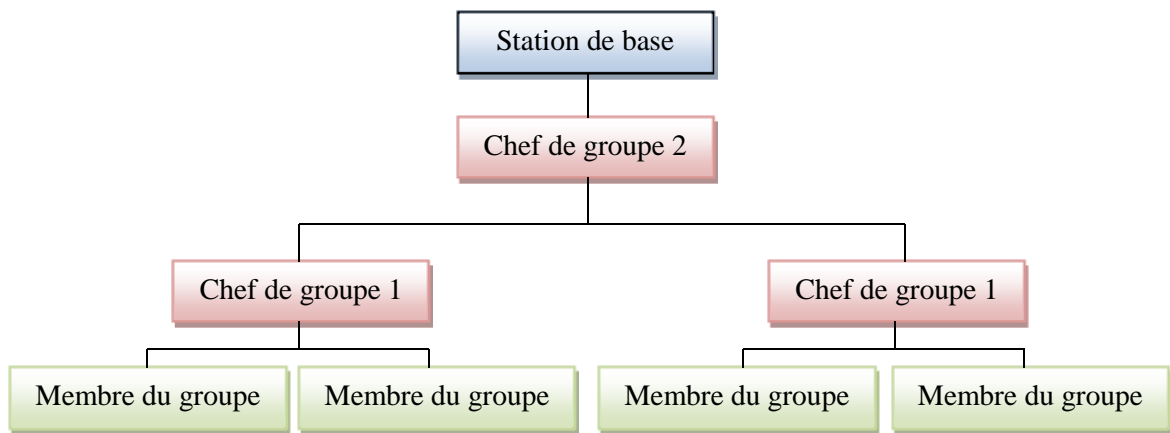 Station de base
Chef de groupe 2
Chef de groupe 1
Chef de groupe 1
Membre du groupe
Membre du groupe
Membre du groupe
Membre du groupe